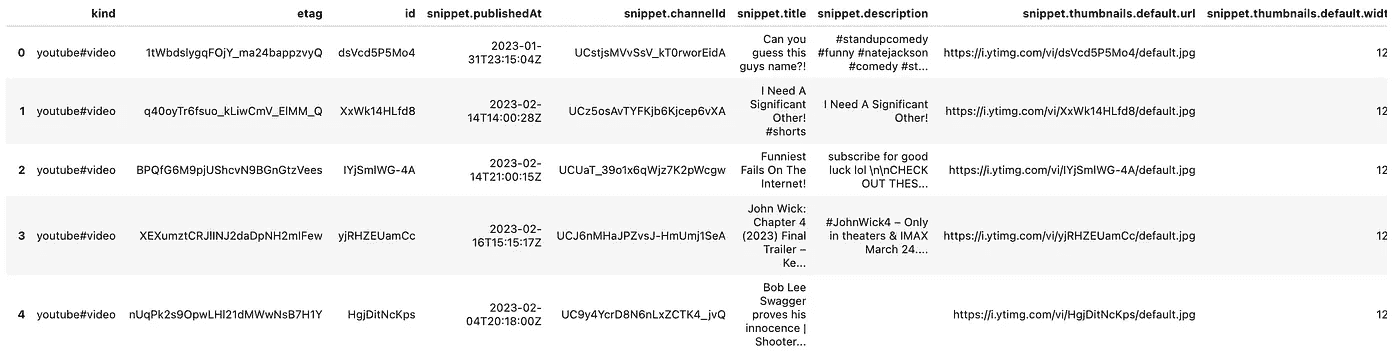 kind etag id snippet.publishedAt snippet.channelId snippet.title snippet.description snippet.thumbnails.default.url snippet.thumbnails.default.widt
0 youtube#video 1tWbdslygqFOjY_ma24bappzvyQ dsVcd5P5Mo4 2023-01-
31T23:15:04Z UCstjsMVvSsV_kT0rworEidA Can you
guess this
guys name?! #standupcomedy
#funny #natejackson
#comedy #st... https://i.ytimg.com/vi/dsVcd5P5Mo4/default.jpg 12
1 youtube#video q40oyTr6fsuo_kLiwCmV_ElMM_Q XxWk14HLfd8 2023-02-
14T14:00:28Z UCz5osAvTYFKjb6Kjcep6vXA I Need A
Significant
Other!
#shorts I Need A Significant
Other! https://i.ytimg.com/vi/XxWk14HLfd8/default.jpg 12
2 youtube#video BPQfG6M9pjUShcvN9BGnGtzVees IYjSmlWG-4A 2023-02-
14T21:00:15Z UCUaT_39o1x6qWjz7K2pWcgw Funniest
Fails On The
Internet! subscribe for good
luck lol \n\nCHECK
OUT THES... https://i.ytimg.com/vi/IYjSmlWG-4A/default.jpg 12
3 youtube#video XEXumztCRJlINJ2daDpNH2mlFew yjRHZEUamCc 2023-02-
16T15:15:17Z UCJ6nMHaJPZvsJ-HmUmj1SeA John Wick:
Chapter 4
(2023) Final
Trailer –
Ke... #JohnWick4 – Only
in theaters & IMAX
March 24.... https://i.ytimg.com/vi/yjRHZEUamCc/default.jpg 12
4 youtube#video nUqPk2s9OpwLHl21dMWwNsB7H1Y HgjDitNcKps 2023-02-
04T20:18:00Z UC9y4YcrD8N6nLxZCTK4_jvQ Bob Lee
Swagger
proves his
innocence |
Shooter... https://i.ytimg.com/vi/HgjDitNcKps/default.jpg 12